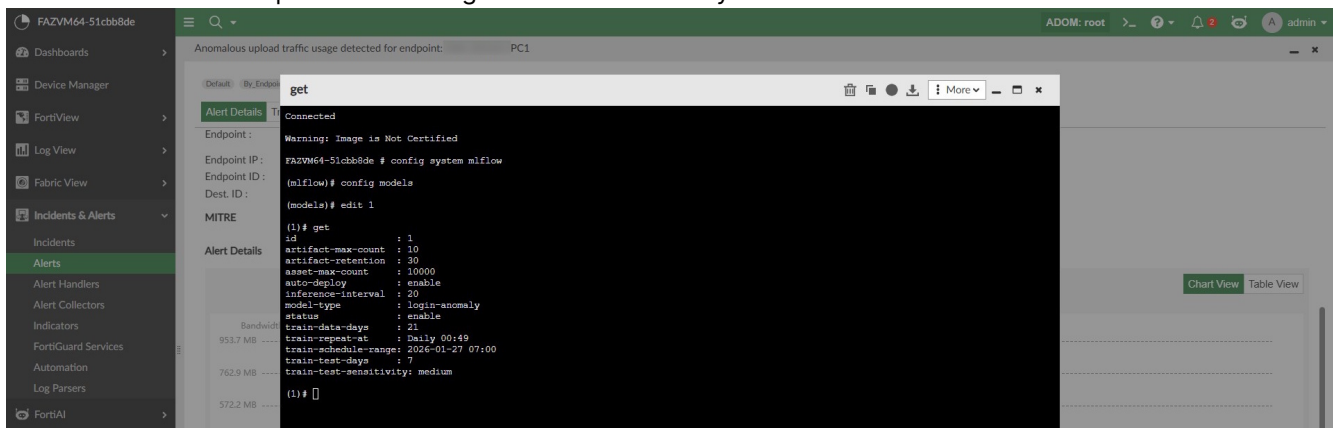 FAZVM64-51cbb8de
ADOM: root
>_
2
A
admin
Dashboards
Device Manager
FortiView
Log View
Fabric View
Incidents & Alerts
Incidents
Alerts
Alert Handlers
Alert Collectors
Indicators
FortiGuard Services
Automation
Log Parsers
FortiAI
Anomalous upload traffic usage detected for endpoint: PC1
Default
Alert Details
Endpoint :
Endpoint IP :
Endpoint ID :
Dest. ID :
MITRE
Alert Details
Chart View Table View
953.7 MB
762.9 MB
572.2 MB
get
More
Connected
Warning: Image is Not Certified
FAZVM64-51cbb8de # config system mlflow
(mlflow)# config models
(models)# edit 1
(1)# get
id : 1
artifact-max-count : 10
artifact-retention : 30
asset-max-count : 10000
auto-deploy : enable
inference-interval : 20
model-type : login-anomaly
status : enable
train-data-days : 21
train-repeat-at : Daily 00:49
train-schedule-range: 2026-01-27 07:00
train-test-days : 7
train-test-sensitivity: medium
(1)#